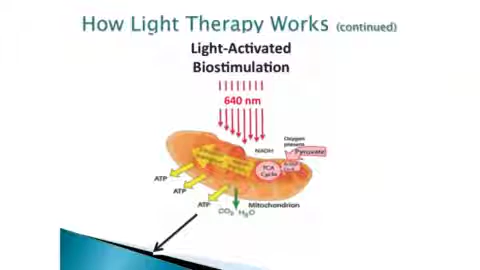 How Light Therapy Works (continued)
Light-Activated
Biostimulation
640 nm
NADH
Oxygen
present
Pyruvate
TCA
Cycle
ATP
ATP
ATP
CO₂ H₂O
Mitochondrion